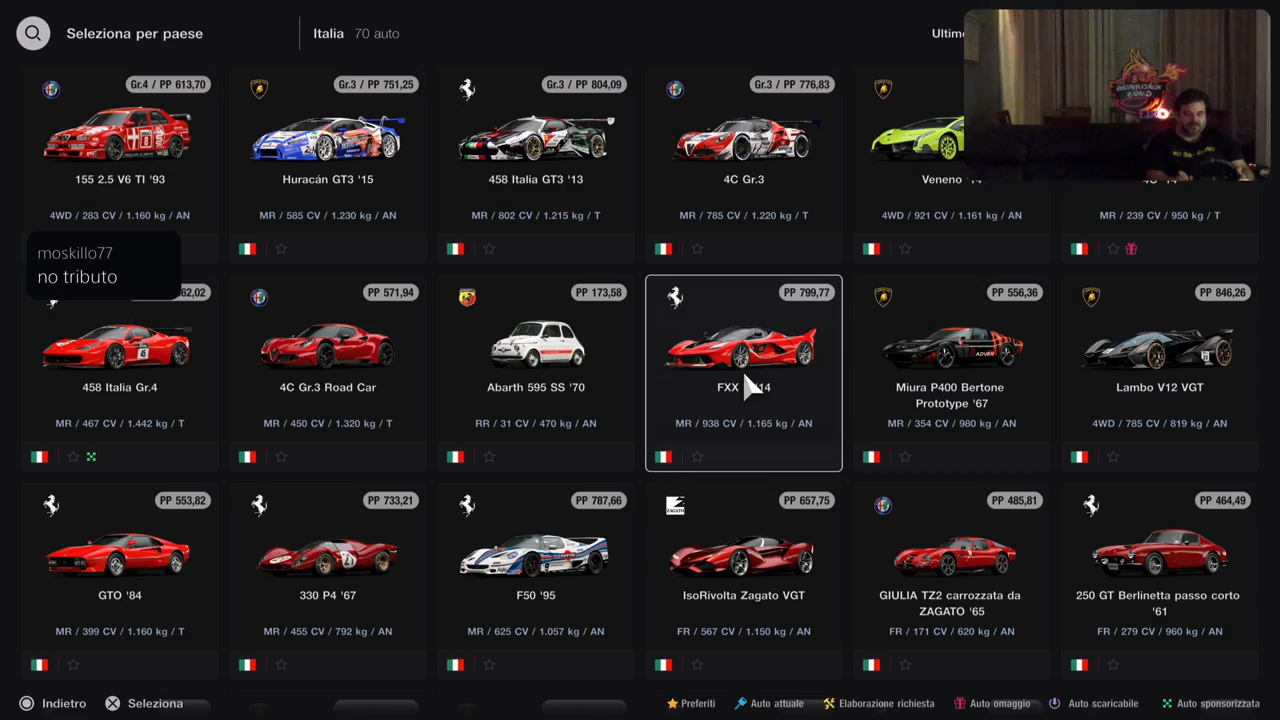 Seleziona per paese
Italia 70 auto
Gr.4 / PP 613,70
155 2.5 V6 TI '93
4WD / 283 CV / 1.160 kg / AN
Gr.3 / PP 751,25
Huracán GT3 '15
MR / 585 CV / 1.230 kg / AN
Gr.3 / PP 804,09
458 Italia GT3 '13
MR / 802 CV / 1.215 kg / T
Gr.3 / PP 776,83
4C Gr.3
MR / 785 CV / 1.220 kg / T
Veneno
4WD / 921 CV / 1.161 kg / AN
MR / 239 CV / 950 kg / T
moskillo77
no tributo
62,02
458 Italia Gr.4
MR / 467 CV / 1.442 kg / T
PP 571,94
4C Gr.3 Road Car
MR / 450 CV / 1.320 kg / T
PP 173,58
Abarth 595 SS '70
RR / 31 CV / 470 kg / AN
PP 799,77
FXX 14
MR / 938 CV / 1.165 kg / AN
PP 556,36
ADVAN
Miura P400 Bertone
Prototype '67
MR / 354 CV / 980 kg / AN
PP 846,26
Lambo V12 VGT
4WD / 785 CV / 819 kg / AN
PP 553,82
GTO '84
MR / 399 CV / 1.160 kg / T
PP 733,21
330 P4 '67
MR / 455 CV / 792 kg / AN
PP 787,66
F50 '95
MR / 625 CV / 1.057 kg / AN
ZAGATO
PP 657,75
IsoRivolta Zagato VGT
FR / 567 CV / 1.150 kg / AN
PP 485,81
GIULIA TZ2 carrozzata da
ZAGATO '65
FR / 171 CV / 620 kg / AN
PP 464,49
250 GT Berlinetta passo corto
'61
FR / 279 CV / 960 kg / AN
Indietro
Seleziona
Preferiti
Auto attuale
Elaborazione richiesta
Auto omaggio
Auto scaricabile
Auto sponsorizzata